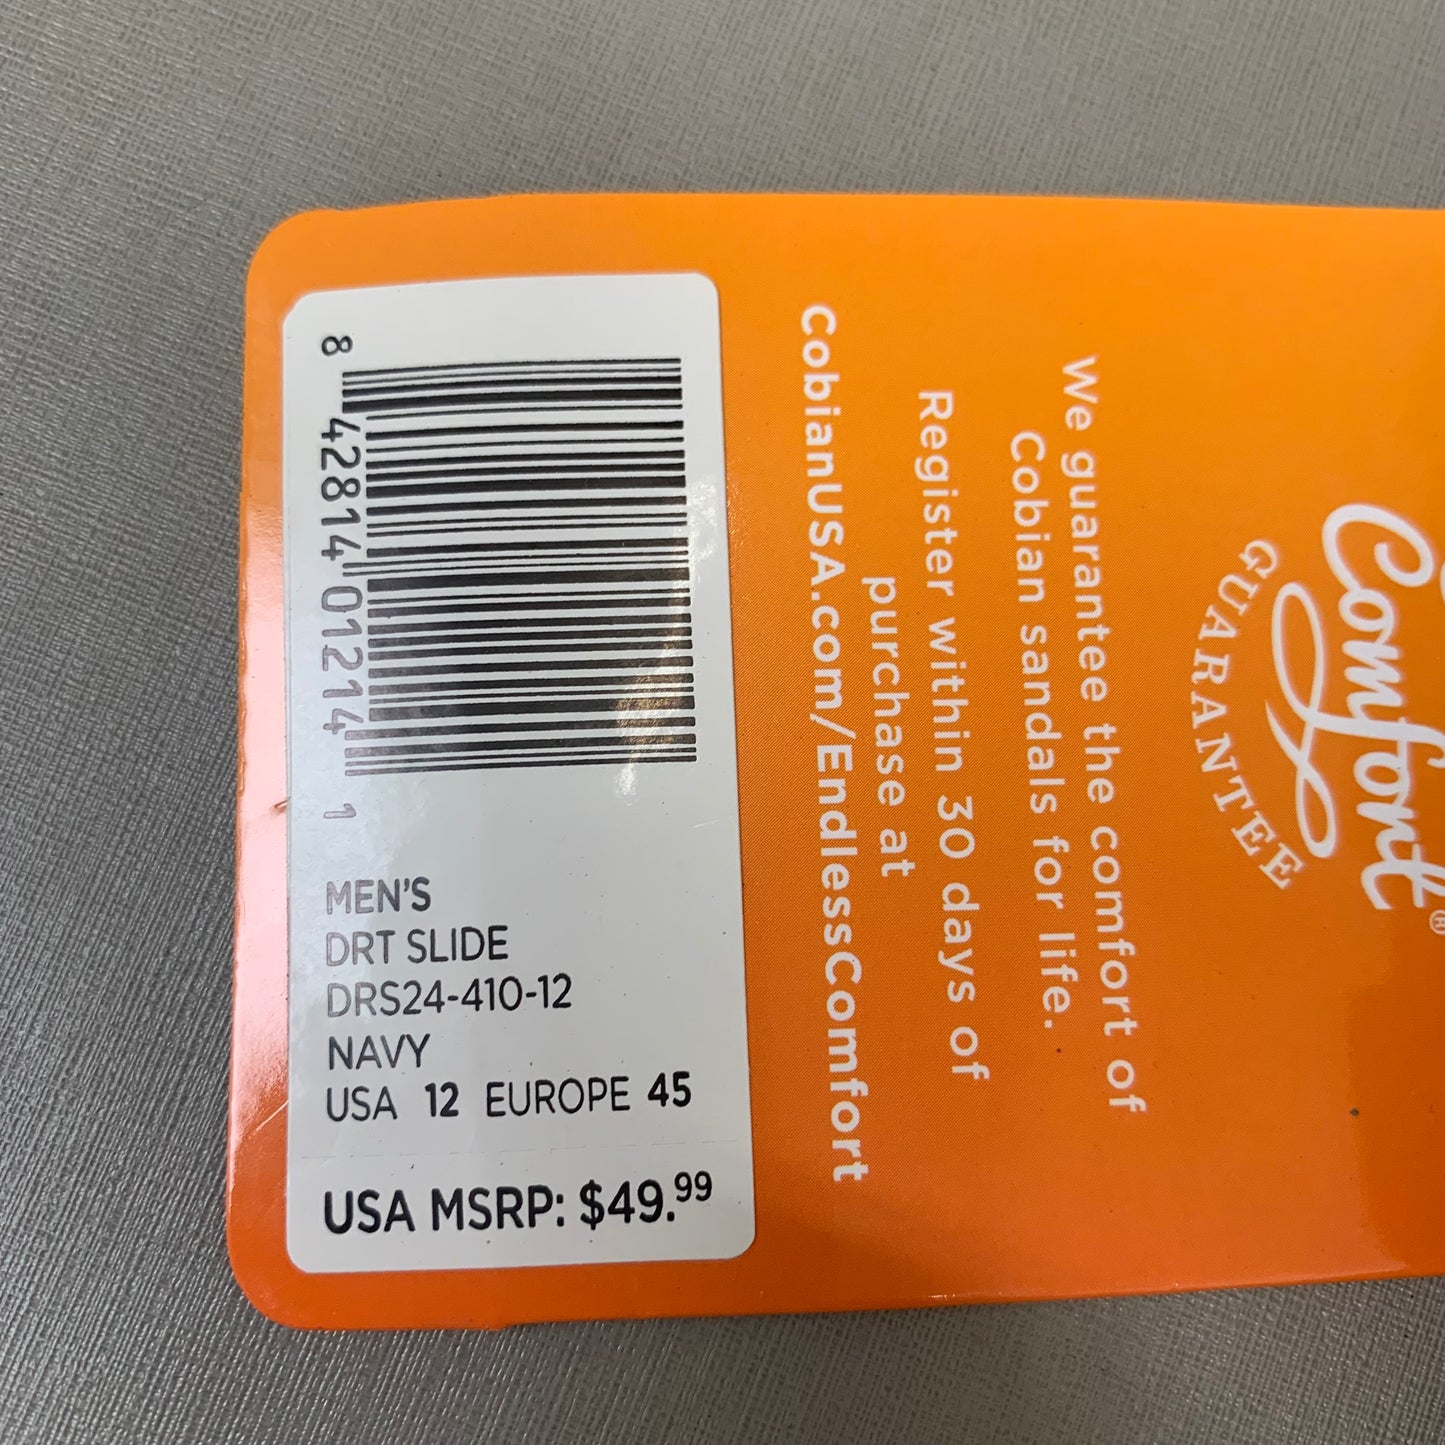 8 42814 01214 1
MEN'S
DRT SLIDE
DRS24-410-12
NAVY
USA 12 EUROPE 45
USA MSRP: $49.99
Comfort®
GUARANTEE
We guarantee the comfort of
Cobian sandals for life.
Register within 30 days of
purchase at
CobianUSA.com/EndlessComfort